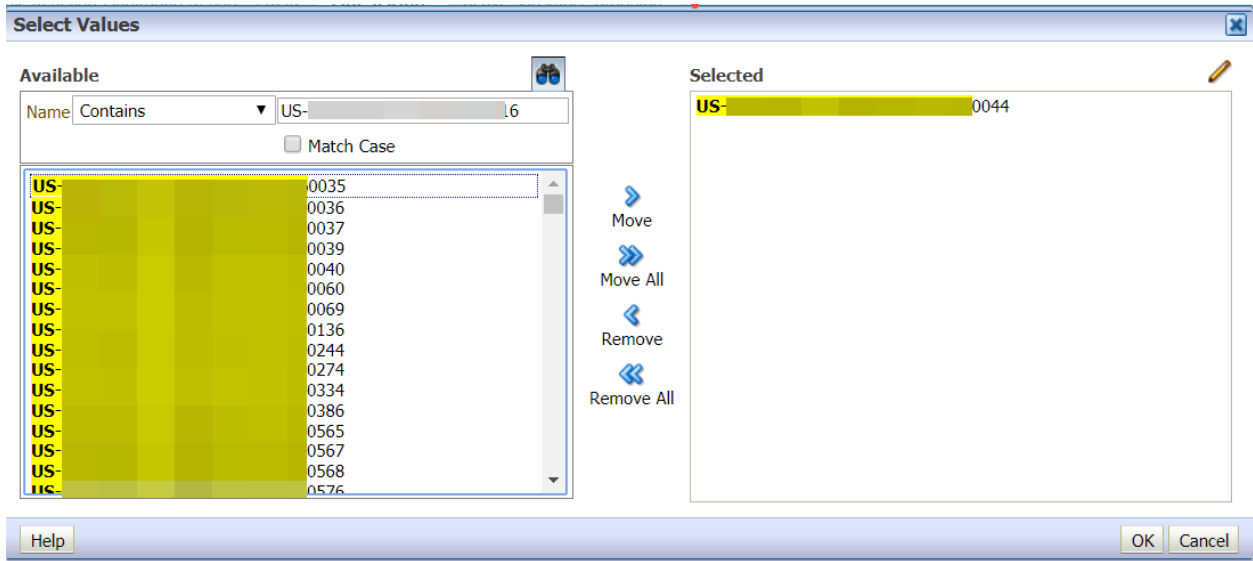 Select Values
Available
Selected
Name Contains US- 16
Match Case
US- 0044
US- 0035
US- 0036
US- 0037
US- 0039
US- 0040
US- 0060
US- 0069
US- 0136
US- 0244
US- 0274
US- 0334
US- 0386
US- 0565
US- 0567
US- 0568
US- 0576
Move
Move All
Remove
Remove All
Help
OK Cancel